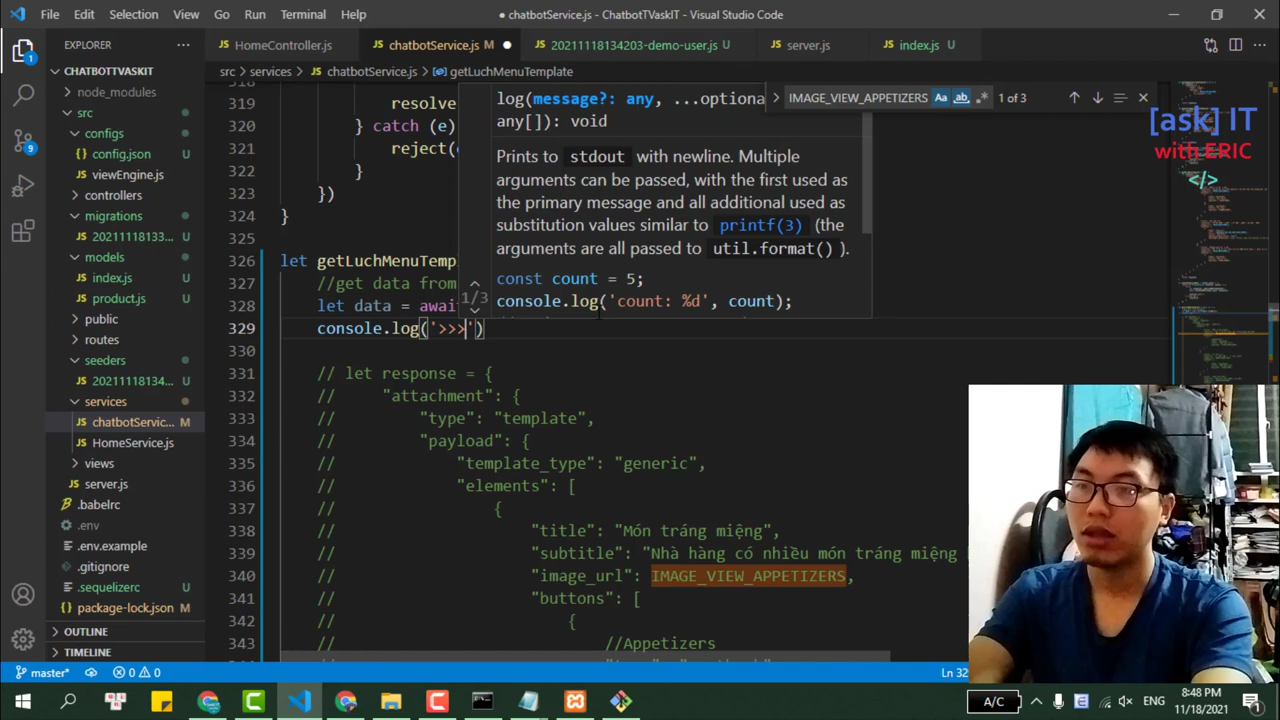 File Edit Selection View Go Run Terminal Help
● chatbotService.js - ChatbotTVaskIT - Visual Studio Code
EXPLORER
HomeController.js
chatbotService.js M
20211118134203-demo-user.js U
server.js
index.js U
CHATBOTTVASKIT
src > services > chatbotService.js > getLuchMenuTemplate
node_modules
src
configs
config.json U
viewEngine.js
controllers
migrations
20211118133... U
models
index.js U
product.js U
public
routes
seeders
20211118134... U
services
chatbotServic... M
HomeService.js
views
server.js
.babelrc
.env
.env.example
.gitignore
.sequelizerc U
package-lock.json M
OUTLINE
TIMELINE
1
9
IMAGE_VIEW_APPETIZERS Aa ab .* 1 of 3
log(message?: any, ...optiona
any[]): void
Prints to stdout with newline. Multiple
arguments can be passed, with the first used as
the primary message and all additional used as
substitution values similar to printf(3) (the
arguments are all passed to util.format() ).
const count = 5;
console.log('count: %d', count);
1/3
319 resolve
320 } catch (e)
321 reject(
322 }
323 })
324 }
325
326 let getLuchMenuTemp
327 //get data from
328 let data = awai
329 console.log('>>>')
330
331 // let response = {
332 // "attachment": {
333 // "type": "template",
334 // "payload": {
335 // "template_type": "generic",
336 // "elements": [
337 // {
338 // "title": "Món tráng miệng",
339 // "subtitle": "Nhà hàng có nhiều món tráng miệng
340 // "image_url": IMAGE_VIEW_APPETIZERS,
341 // "buttons": [
342 // {
343 // //Appetizers
[ask] IT
with ERIC
</>
master* 0 0
Ln 32
A/C
ENG
8:48 PM
11/18/2021
1